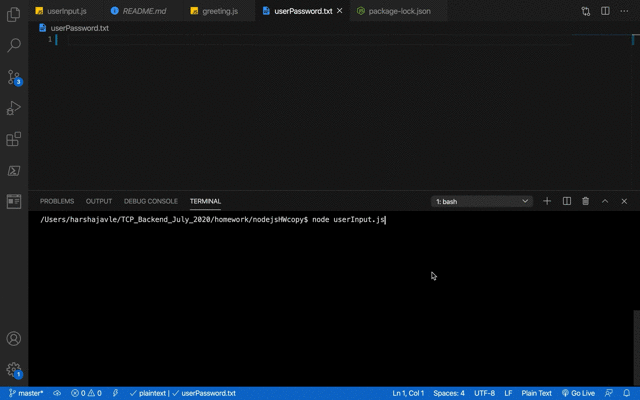 userInput.js
README.md
greeting.js
userPassword.txt
package-lock.json
userPassword.txt
1
3
PROBLEMS
OUTPUT
DEBUG CONSOLE
TERMINAL
1: bash
/Users/harshajavle/TCP_Backend_July_2020/homework/nodejsHWcopy$ node userInput.js
1
master*
0
0
plaintext | userPassword.txt
Ln 1, Col 1
Spaces: 4
UTF-8
LF
Plain Text
Go Live